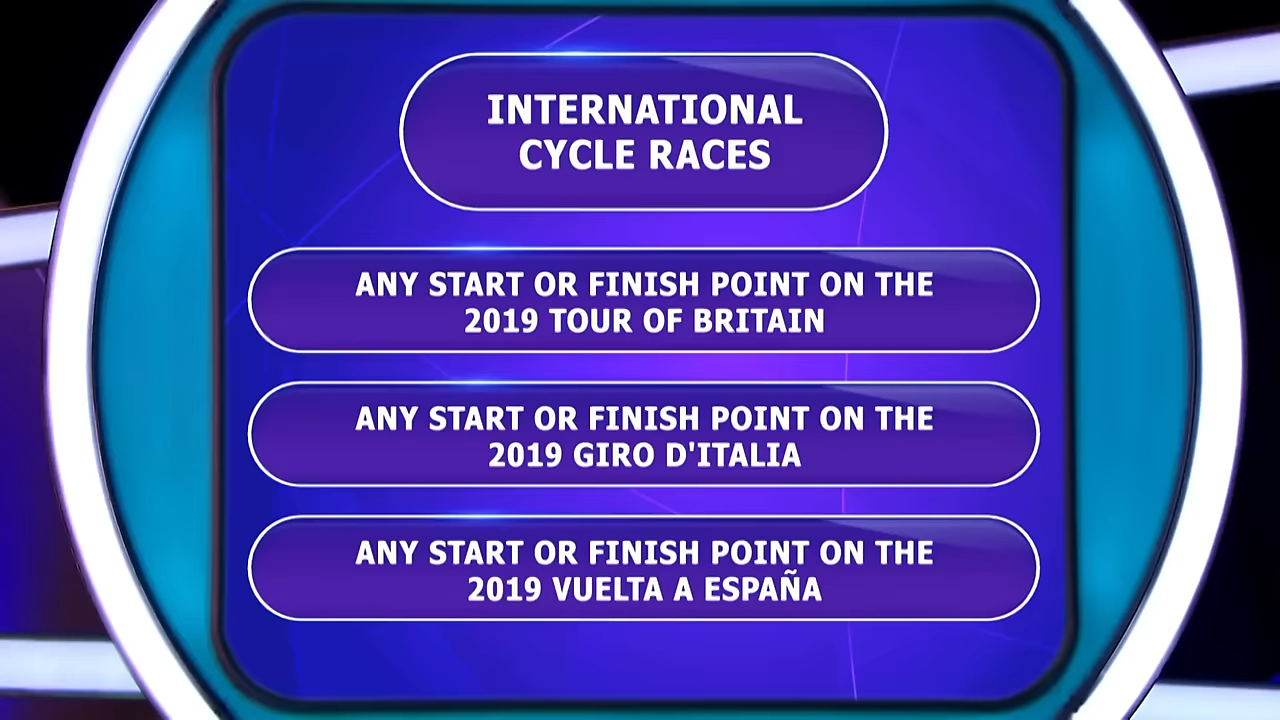 INTERNATIONAL
CYCLE RACES
ANY START OR FINISH POINT ON THE
2019 TOUR OF BRITAIN
ANY START OR FINISH POINT ON THE
2019 GIRO D'ITALIA
ANY START OR FINISH POINT ON THE
2019 VUELTA A ESPAÑA